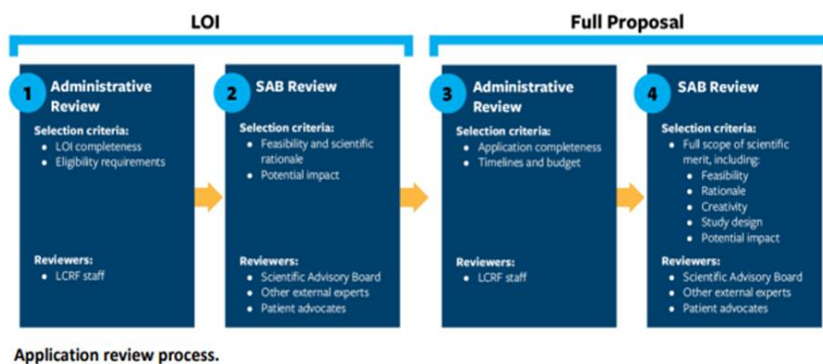 LOI
Full Proposal
1
Administrative
Review
Selection criteria:
• LOI completeness
• Eligibility requirements
Reviewers:
• LCRF staff
2
SAB Review
Selection criteria:
• Feasibility and scientific
rationale
• Potential impact
Reviewers:
• Scientific Advisory Board
• Other external experts
• Patient advocates
3
Administrative
Review
Selection criteria:
• Application completeness
• Timelines and budget
Reviewers:
• LCRF staff
4
SAB Review
Selection criteria:
• Full scope of scientific
merit, including:
• Feasibility
• Rationale
• Creativity
• Study design
• Potential impact
Reviewers:
• Scientific Advisory Board
• Other external experts
• Patient advocates
Application review process.